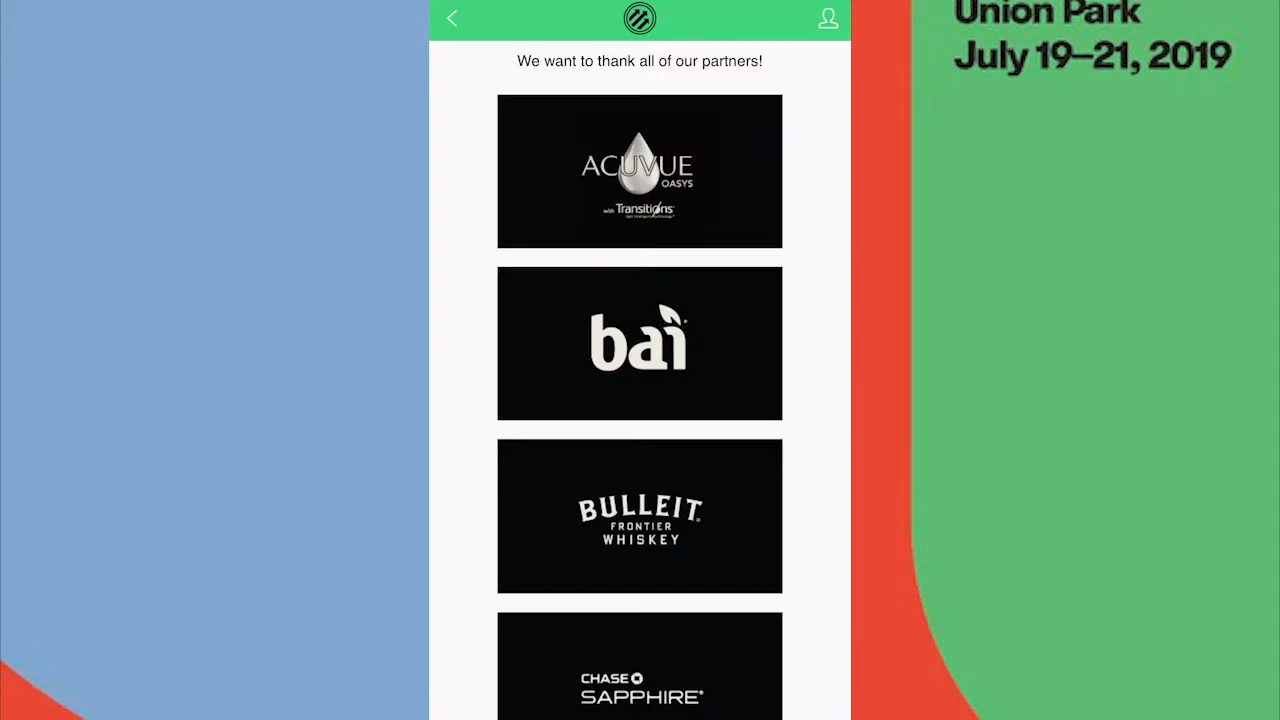 Union Park
July 19–21, 2019
We want to thank all of our partners!
ACUVUE
OASYS
with Transitions
bai
BULLEIT
FRONTIER
WHISKEY
CHASE
SAPPHIRE